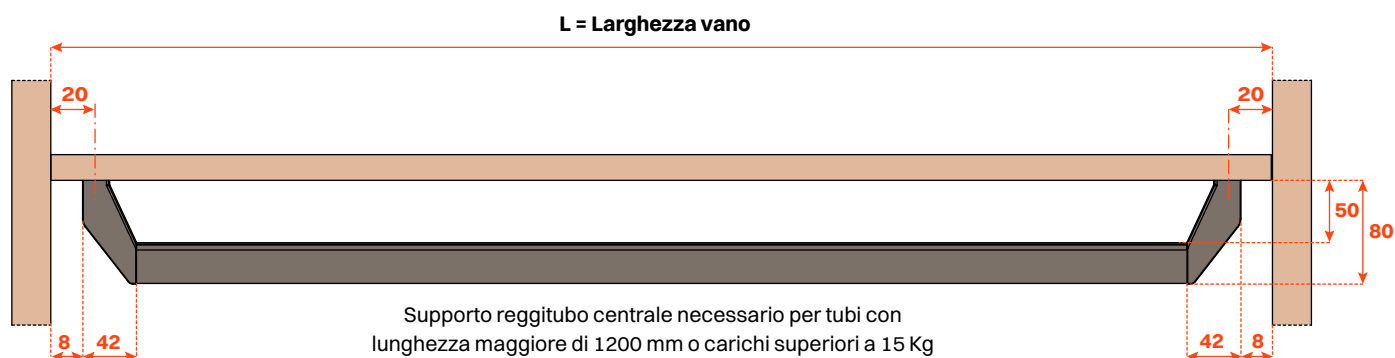 L = Larghezza vano
20
20
50
80
Supporto reggitubo centrale necessario per tubi con
lunghezza maggiore di 1200 mm o carichi superiori a 15 Kg
8
42
42
8